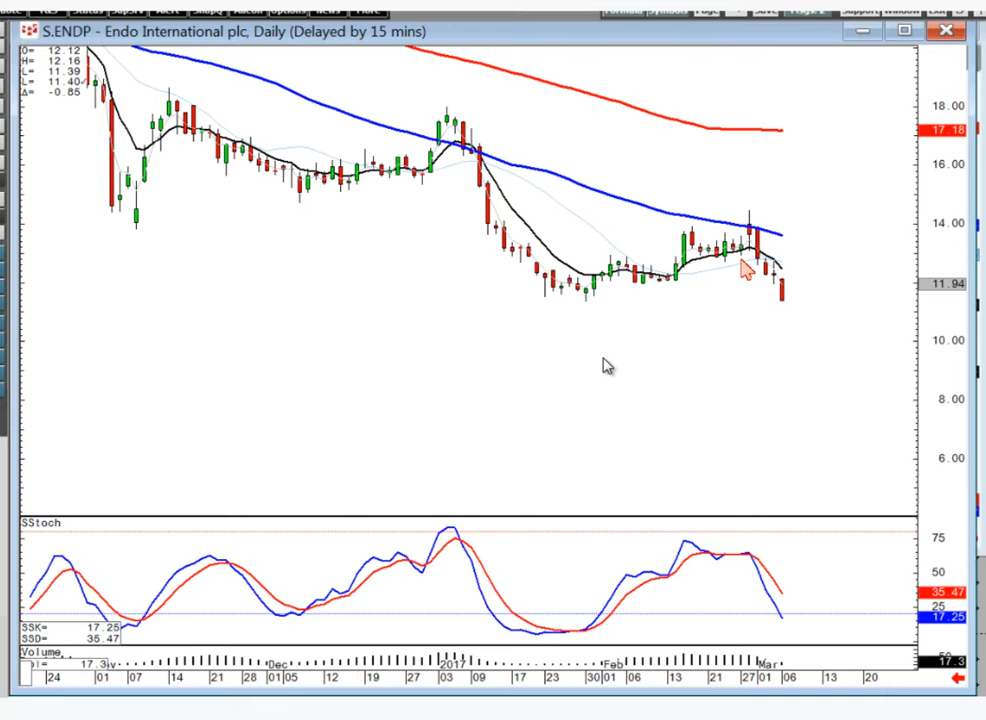 S.ENDP - Endo International plc, Daily (Delayed by 15 mins)
O= 12.12
H= 12.16
L= 11.39
L= 11.40
Δ= -0.85
18.00
17.18
16.00
14.00
11.94
10.00
8.00
6.00
SStoch
75
50
35.47
25
17.25
SSK= 17.25
SSD= 35.47
Volume
17.3
17.3
Dec 2017 Feb Mar
24 01 07 14 21 28 01 05 12 19 27 03 09 17 23 30 01 06 13 21 27 01 06 13 20